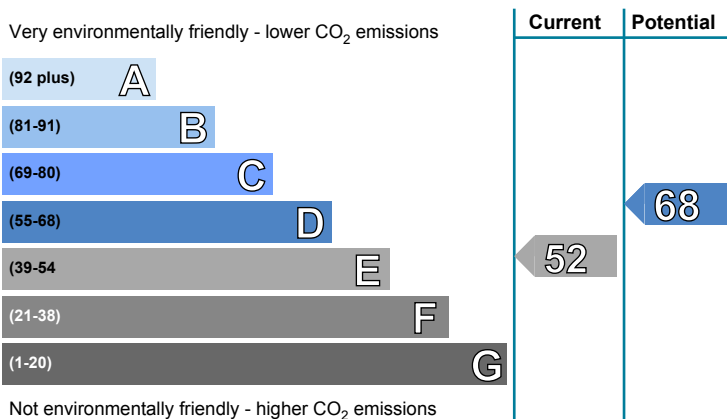 Very environmentally friendly - lower CO2 emissions
Current
Potential
(92 plus) A
(81-91) B
(69-80) C
(55-68) D
68
(39-54 E
52
(21-38) F
(1-20) G
Not environmentally friendly - higher CO2 emissions